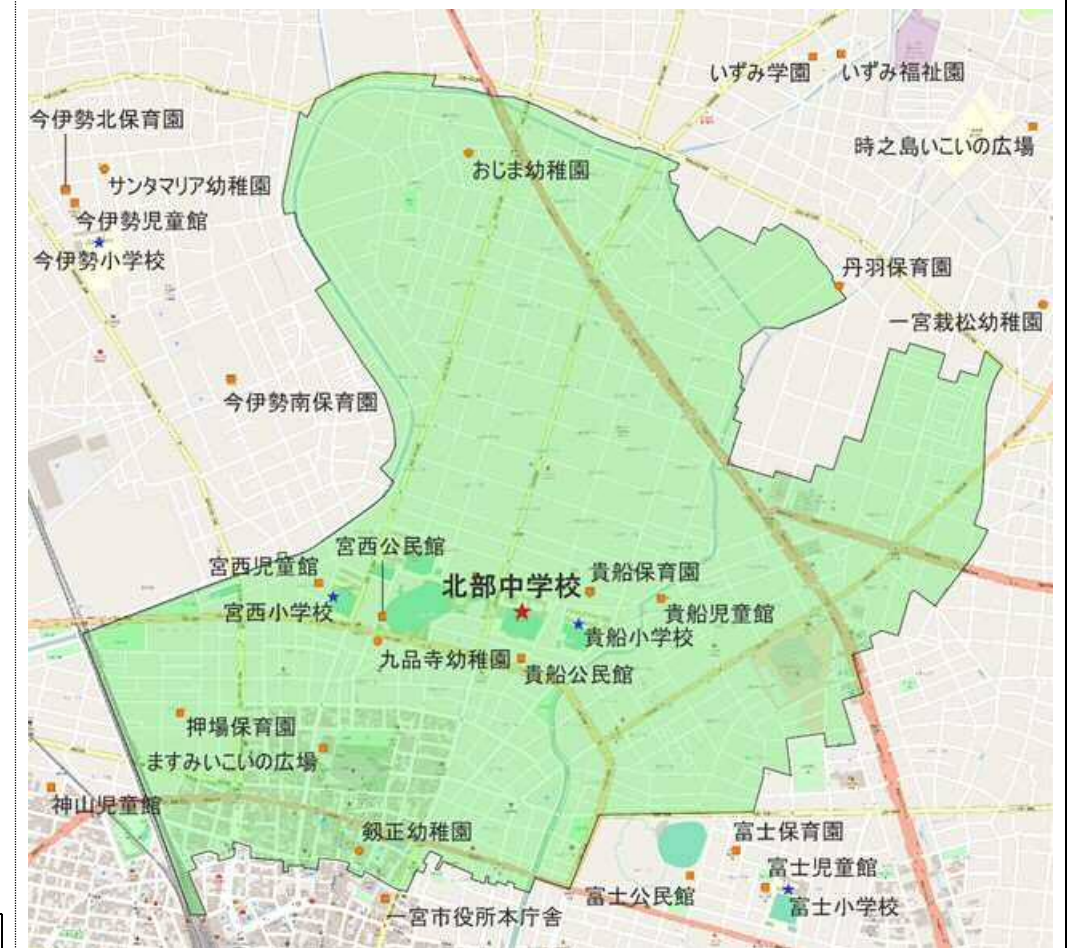 いずみ学園
いずみ福祉園
今伊勢北保育園
時之島いこいの広場
おじま幼稚園
サンタマリア幼稚園
今伊勢児童館
今伊勢小学校
丹羽保育園
一宮栽松幼稚園
今伊勢南保育園
宮西公民館
宮西児童館
貴船保育園
北部中学校
宮西小学校
貴船児童館
貴船小学校
九品寺幼稚園
貴船公民館
押場保育園
ますみいこいの広場
神山児童館
剱正幼稚園
富士保育園
富士児童館
富士公民館
富士小学校
一宮市役所本庁舎